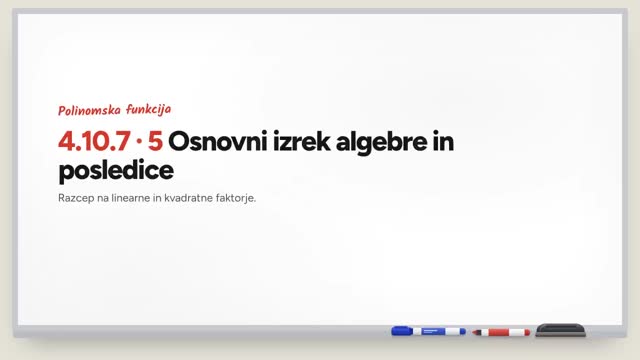 Polinomska funkcija
4.10.7 · 5 Osnovni izrek algebre in
posledice
Razcep na linearne in kvadratne faktorje.